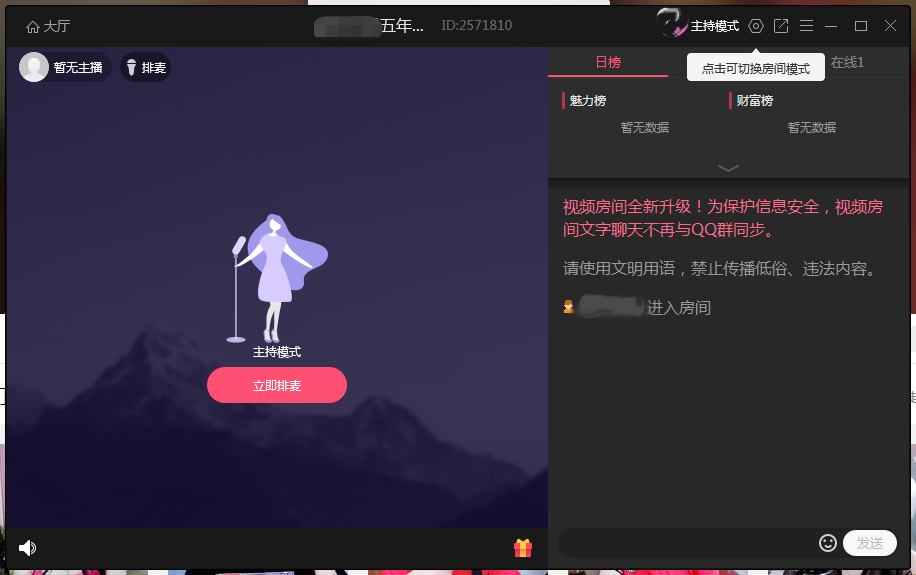 大厅
五年...
ID:2571810
主持模式
暂无主播
排麦
日榜
点击可切换房间模式
在线1
魅力榜
财富榜
暂无数据
暂无数据
视频房间全新升级！为保护信息安全，视频房
间文字聊天不再与QQ群同步。
请使用文明用语，禁止传播低俗、违法内容。
进入房间
主持模式
立即排麦
发送